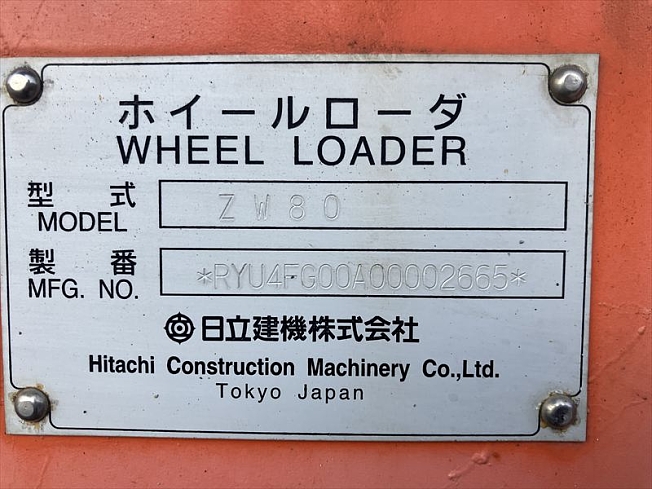 ホイールローダ
WHEEL LOADER
型式 ZW80
MODEL
製番 *RYU4FG00A00002665*
MFG. NO.
日立建機株式会社
Hitachi Construction Machinery Co.,Ltd.
Tokyo Japan